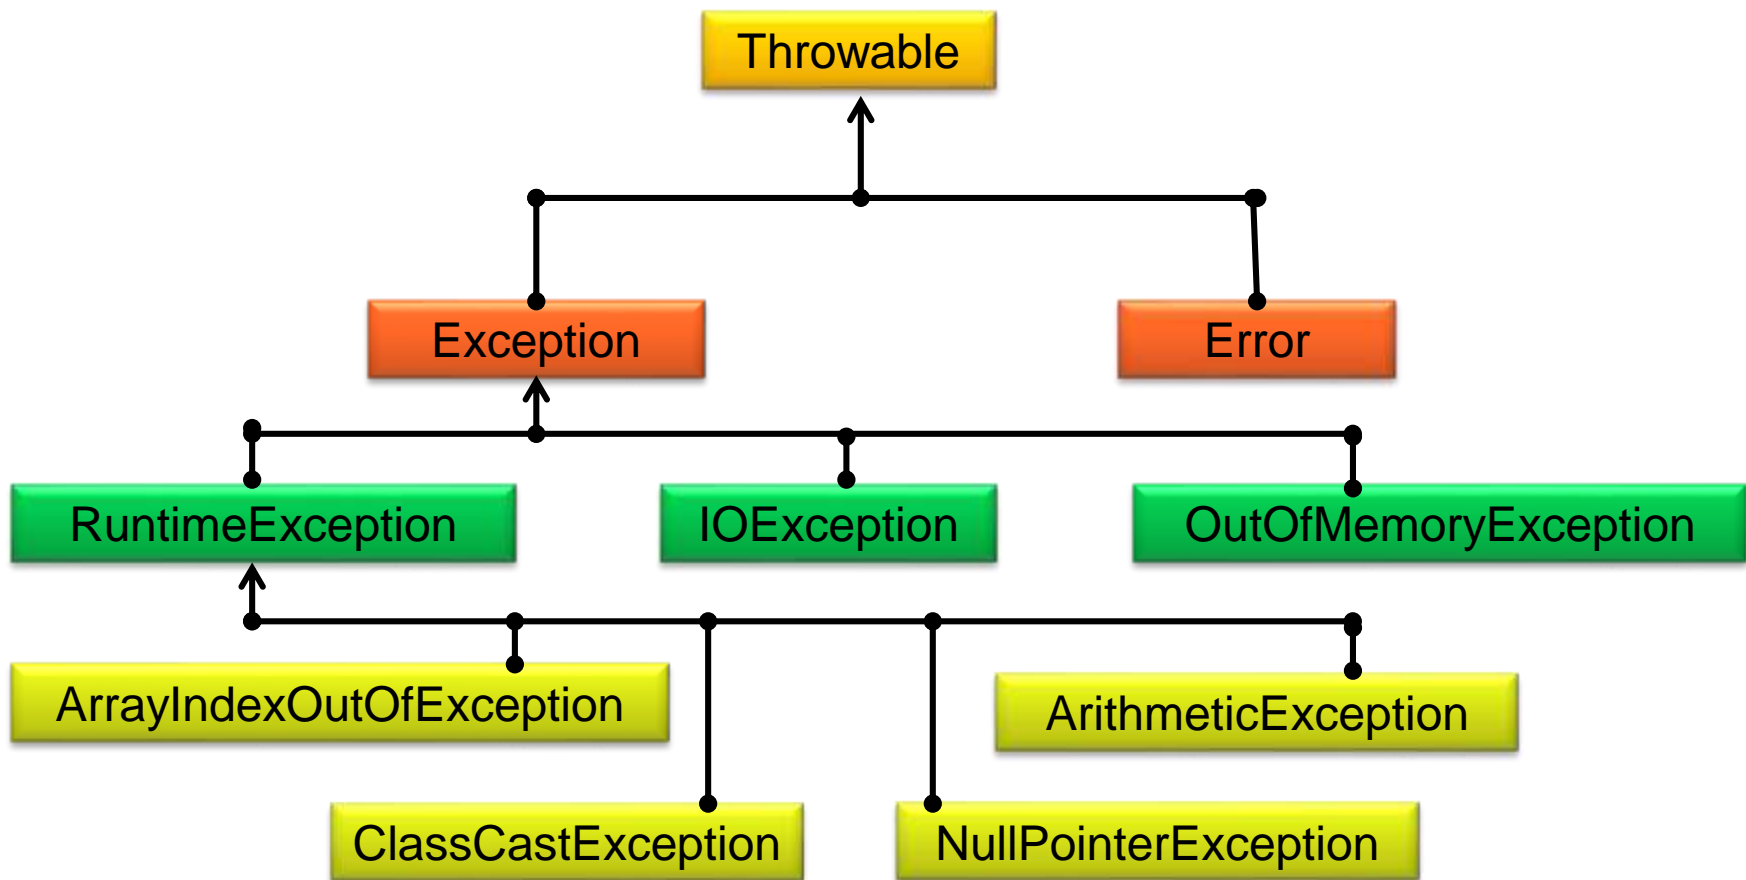 Throwable
Exception
Error
RuntimeException
IOException
OutOfMemoryException
ArrayIndexOutOfException
ArithmeticException
ClassCastException
NullPointerException